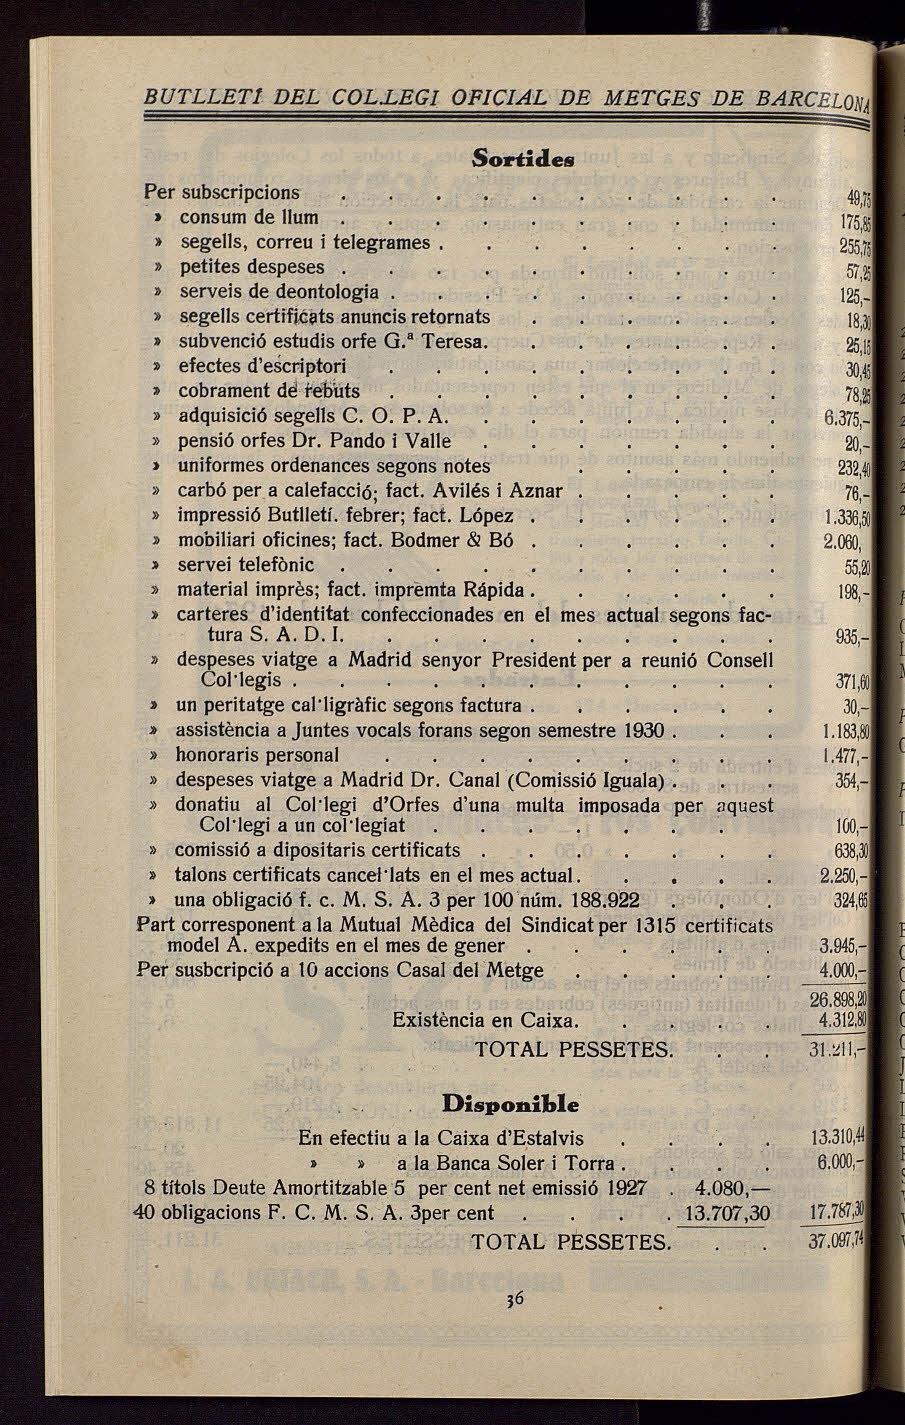 BUTLLETÍ DEL COL.LEGI OFICIAL DE METGES DE BARCELONA
Sortides
Per subscripcions . . . . . . . . . . 49,75
» consum de llum . . . . . . . . . . 175,85
» segells, correu i telegrames . . . . . . . . 255,75
» petites despeses . . . . . . . . . . 57,25
» serveis de deontologia . . . . . . . . . 125,-
» segells certificats anuncis retornats . . . . . . 18,30
» subvenció estudis orfe G.ª Teresa. . . . . . . 25,15
» efectes d'escriptori . . . . . . . . . 30,45
» cobrament de rebuts . . . . . . . . . 78,25
» adquisició segells C. O. P. A. . . . . . . . 6.375,-
» pensió orfes Dr. Pando i Valle . . . . . . . 20,-
» uniformes ordenances segons notes . . . . . 232,40
» carbó per a calefacció; fact. Avilés i Aznar . . . . . 76,-
» impressió Butlletí. febrer; fact. López . . . . . . 1.336,50
» mobiliari oficines; fact. Bodmer & Bó . . . . . . 2.060,
» servei telefònic . . . . . . . . . . 55,20
» material imprès; fact. impremta Rápida . . . . . . 198,-
» carteres d'identitat confeccionades en el mes actual segons fac-
tura S. A. D. I. . . . . . . . . . 935,-
» despeses viatge a Madrid senyor President per a reunió Consell
Col·legis . . . . . . . . . . . 371,60
» un peritatge cal·ligràfic segons factura . . . . . . 30,-
» assistència a Juntes vocals forans segon semestre 1930 . . . 1.183,80
» honoraris personal . . . . . . . . . 1.477,-
» despeses viatge a Madrid Dr. Canal (Comissió Iguala) . . . 354,-
» donatiu al Col·legi d'Orfes d'una multa imposada per aquest
Col·legi a un col·legiat . . . . . . . 100,-
» comissió a dipositaris certificats . . . . . . . 638,30
» talons certificats cancel·lats en el mes actual. . . . . 2.250,-
» una obligació f. c. M. S. A. 3 per 100 núm. 188.922 . . . 324,65
Part corresponent a la Mutual Mèdica del Sindicat per 1315 certificats
model A. expedits en el mes de gener . . . . . . 3.945,-
Per susbcripció a 10 accions Casal del Metge . . . . . 4.000,-
26.898,20
Existència en Caixa. . . . . 4.312,80
TOTAL PESSETES. . . 31.211,-
Disponible
En efectiu a la Caixa d'Estalvis . . . . 13.310,44
» » a la Banca Soler i Torra . . . . 6.000,-
8 títols Deute Amortitzable 5 per cent net emissió 1927 . 4.080,—
40 obligacions F. C. M. S. A. 3per cent . . . . 13.707,30 17.787,30
TOTAL PESSETES. . . 37.097,74
36